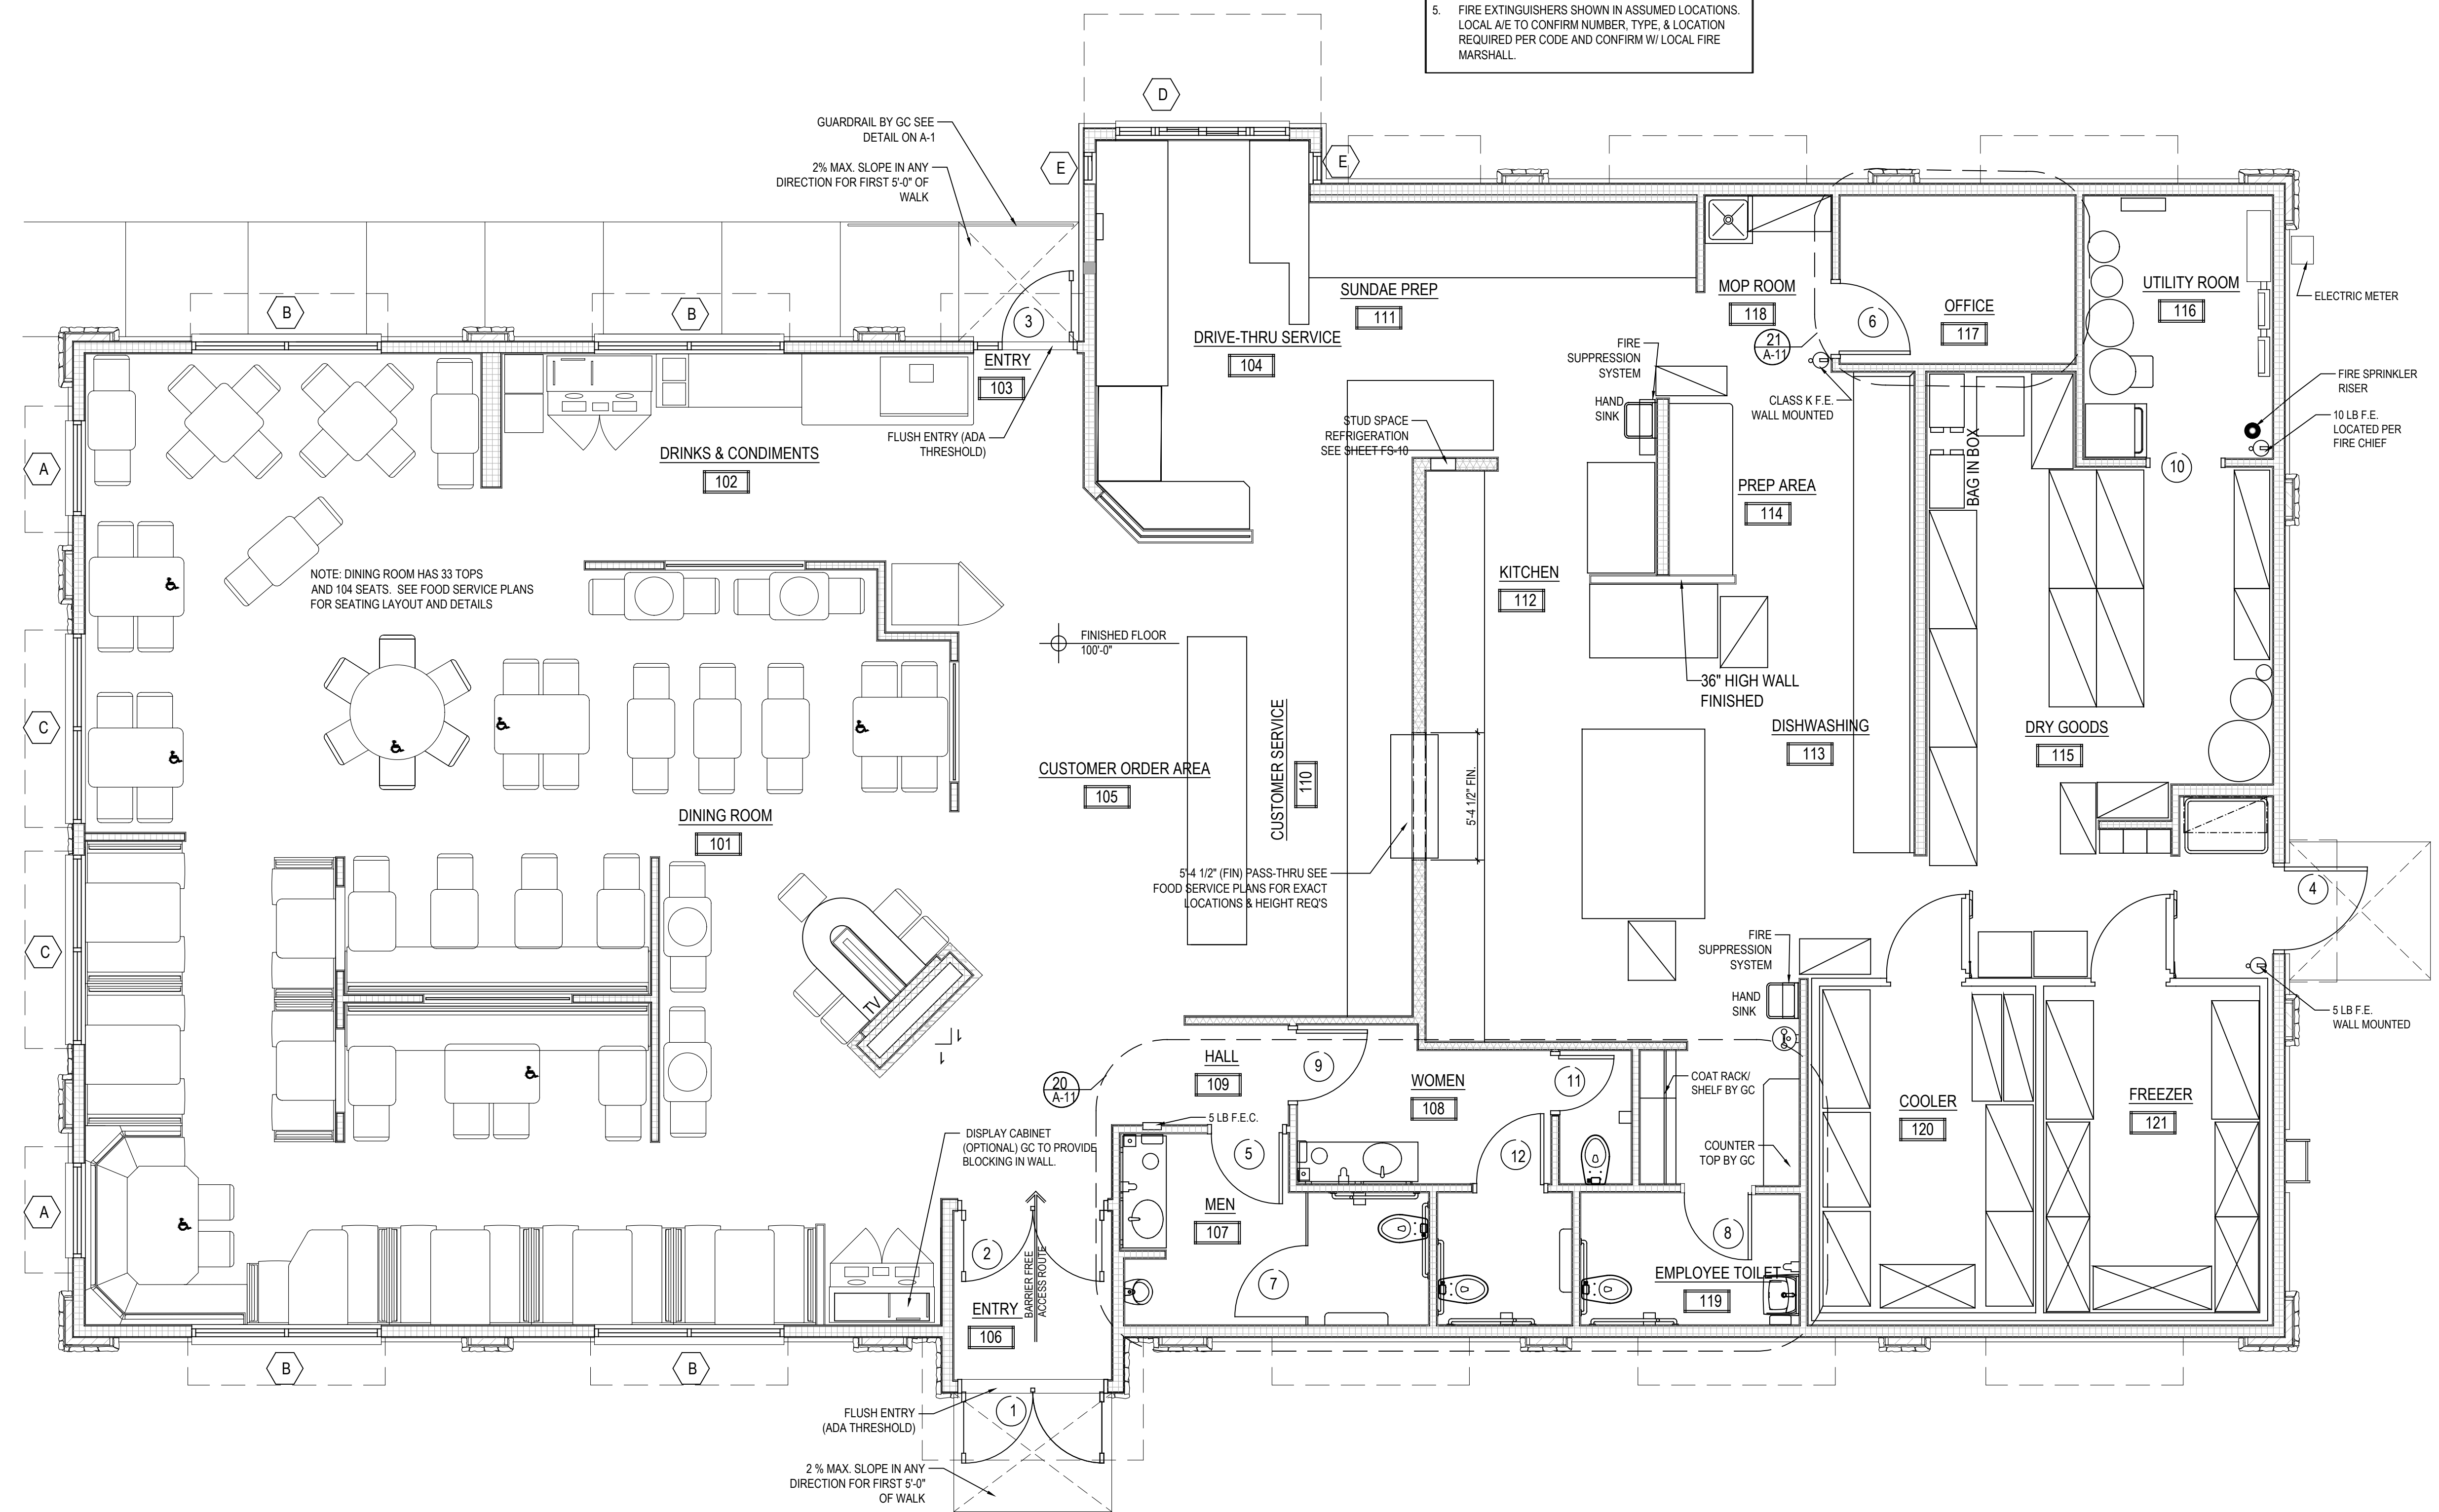 5. FIRE EXTINGUISHERS SHOWN IN ASSUMED LOCATIONS.
LOCAL A/E TO CONFIRM NUMBER, TYPE, & LOCATION
REQUIRED PER CODE AND CONFIRM W/ LOCAL FIRE
MARSHALL.
D
GUARDRAIL BY GC SEE
DETAIL ON A-1
2% MAX. SLOPE IN ANY
DIRECTION FOR FIRST 5'-0" OF
WALK
E
E
B
B
3
ENTRY
103
FLUSH ENTRY (ADA
THRESHOLD)
DRIVE-THRU SERVICE
104
SUNDAE PREP
111
MOP ROOM
118
21
A-11
6
OFFICE
117
UTILITY ROOM
116
ELECTRIC METER
FIRE SPRINKLER
RISER
10 LB F.E.
LOCATED PER
FIRE CHIEF
FIRE
SUPPRESSION
SYSTEM
HAND
SINK
CLASS K F.E.
WALL MOUNTED
STUD SPACE
REFRIGERATION
SEE SHEET FS-10
A
DRINKS & CONDIMENTS
102
PREP AREA
114
BAG IN BOX
10
NOTE: DINING ROOM HAS 33 TOPS
AND 104 SEATS. SEE FOOD SERVICE PLANS
FOR SEATING LAYOUT AND DETAILS
KITCHEN
112
FINISHED FLOOR
100'-0"
36" HIGH WALL
FINISHED
C
CUSTOMER ORDER AREA
105
CUSTOMER SERVICE
110
5'-4 1/2" FIN.
DISHWASHING
113
DRY GOODS
115
DINING ROOM
101
5'-4 1/2" (FIN) PASS-THRU SEE
FOOD SERVICE PLANS FOR EXACT
LOCATIONS & HEIGHT REQ'S
4
C
TV
FIRE
SUPPRESSION
SYSTEM
HAND
SINK
5 LB F.E.
WALL MOUNTED
1
1
20
A-11
HALL
109
9
WOMEN
108
11
COAT RACK/
SHELF BY GC
COOLER
120
FREEZER
121
5 LB F.E.C.
DISPLAY CABINET
(OPTIONAL) GC TO PROVIDE
BLOCKING IN WALL.
5
12
COUNTER
TOP BY GC
A
MEN
107
2
BARRIER FREE
ACCESS ROUTE
7
8
EMPLOYEE TOILET
119
ENTRY
106
B
B
1
FLUSH ENTRY
(ADA THRESHOLD)
2 % MAX. SLOPE IN ANY
DIRECTION FOR FIRST 5'-0"
OF WALK